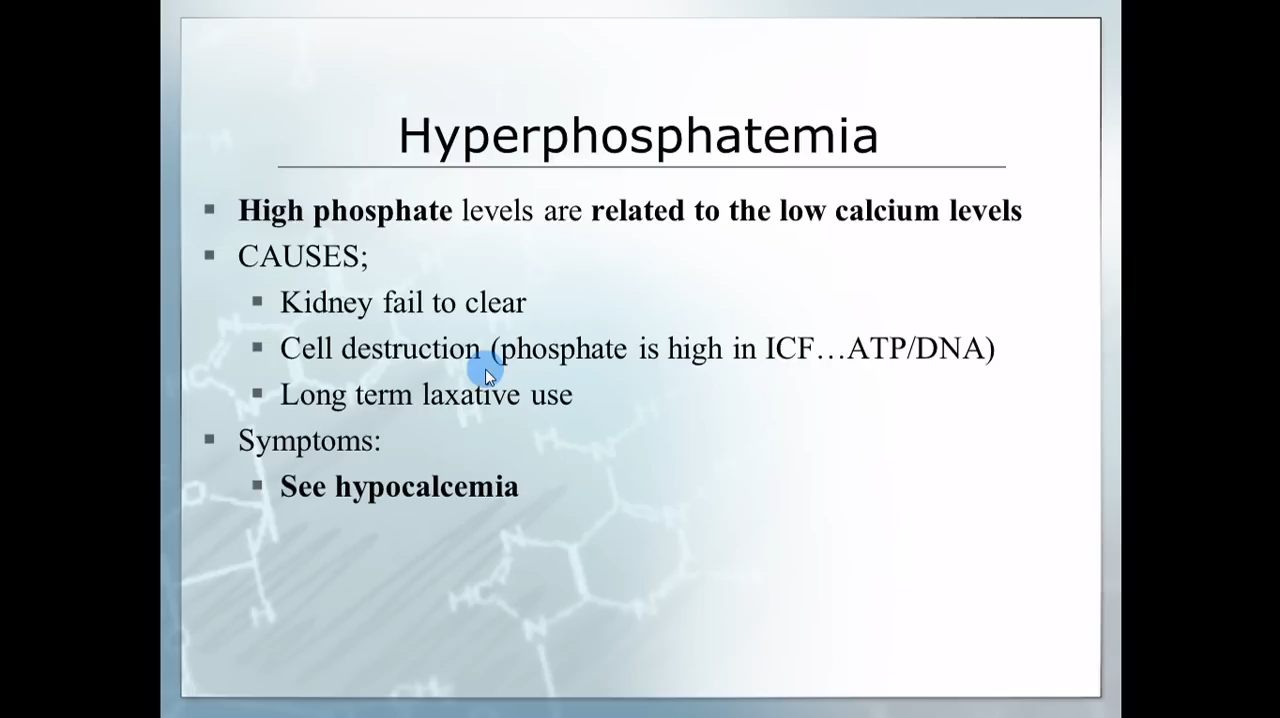 Hyperphosphatemia
High phosphate levels are related to the low calcium levels
CAUSES;
Kidney fail to clear
Cell destruction (phosphate is high in ICF…ATP/DNA)
Long term laxative use
Symptoms:
See hypocalcemia